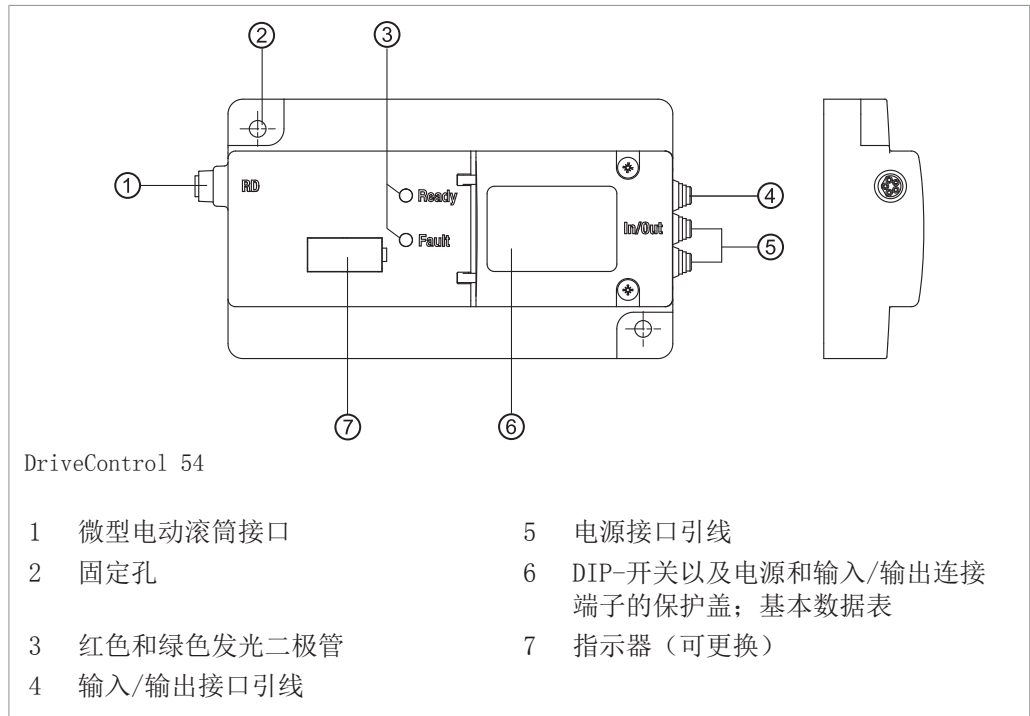 ②
③
①
RD
Ready
Fault
In/Out
④
⑤
⑦
⑥
DriveControl 54
1 微型电动滚筒接口
2 固定孔
3 红色和绿色发光二极管
4 输入/输出接口引线
5 电源接口引线
6 DIP-开关以及电源和输入/输出连接
端子的保护盖；基本数据表
7 指示器（可更换）